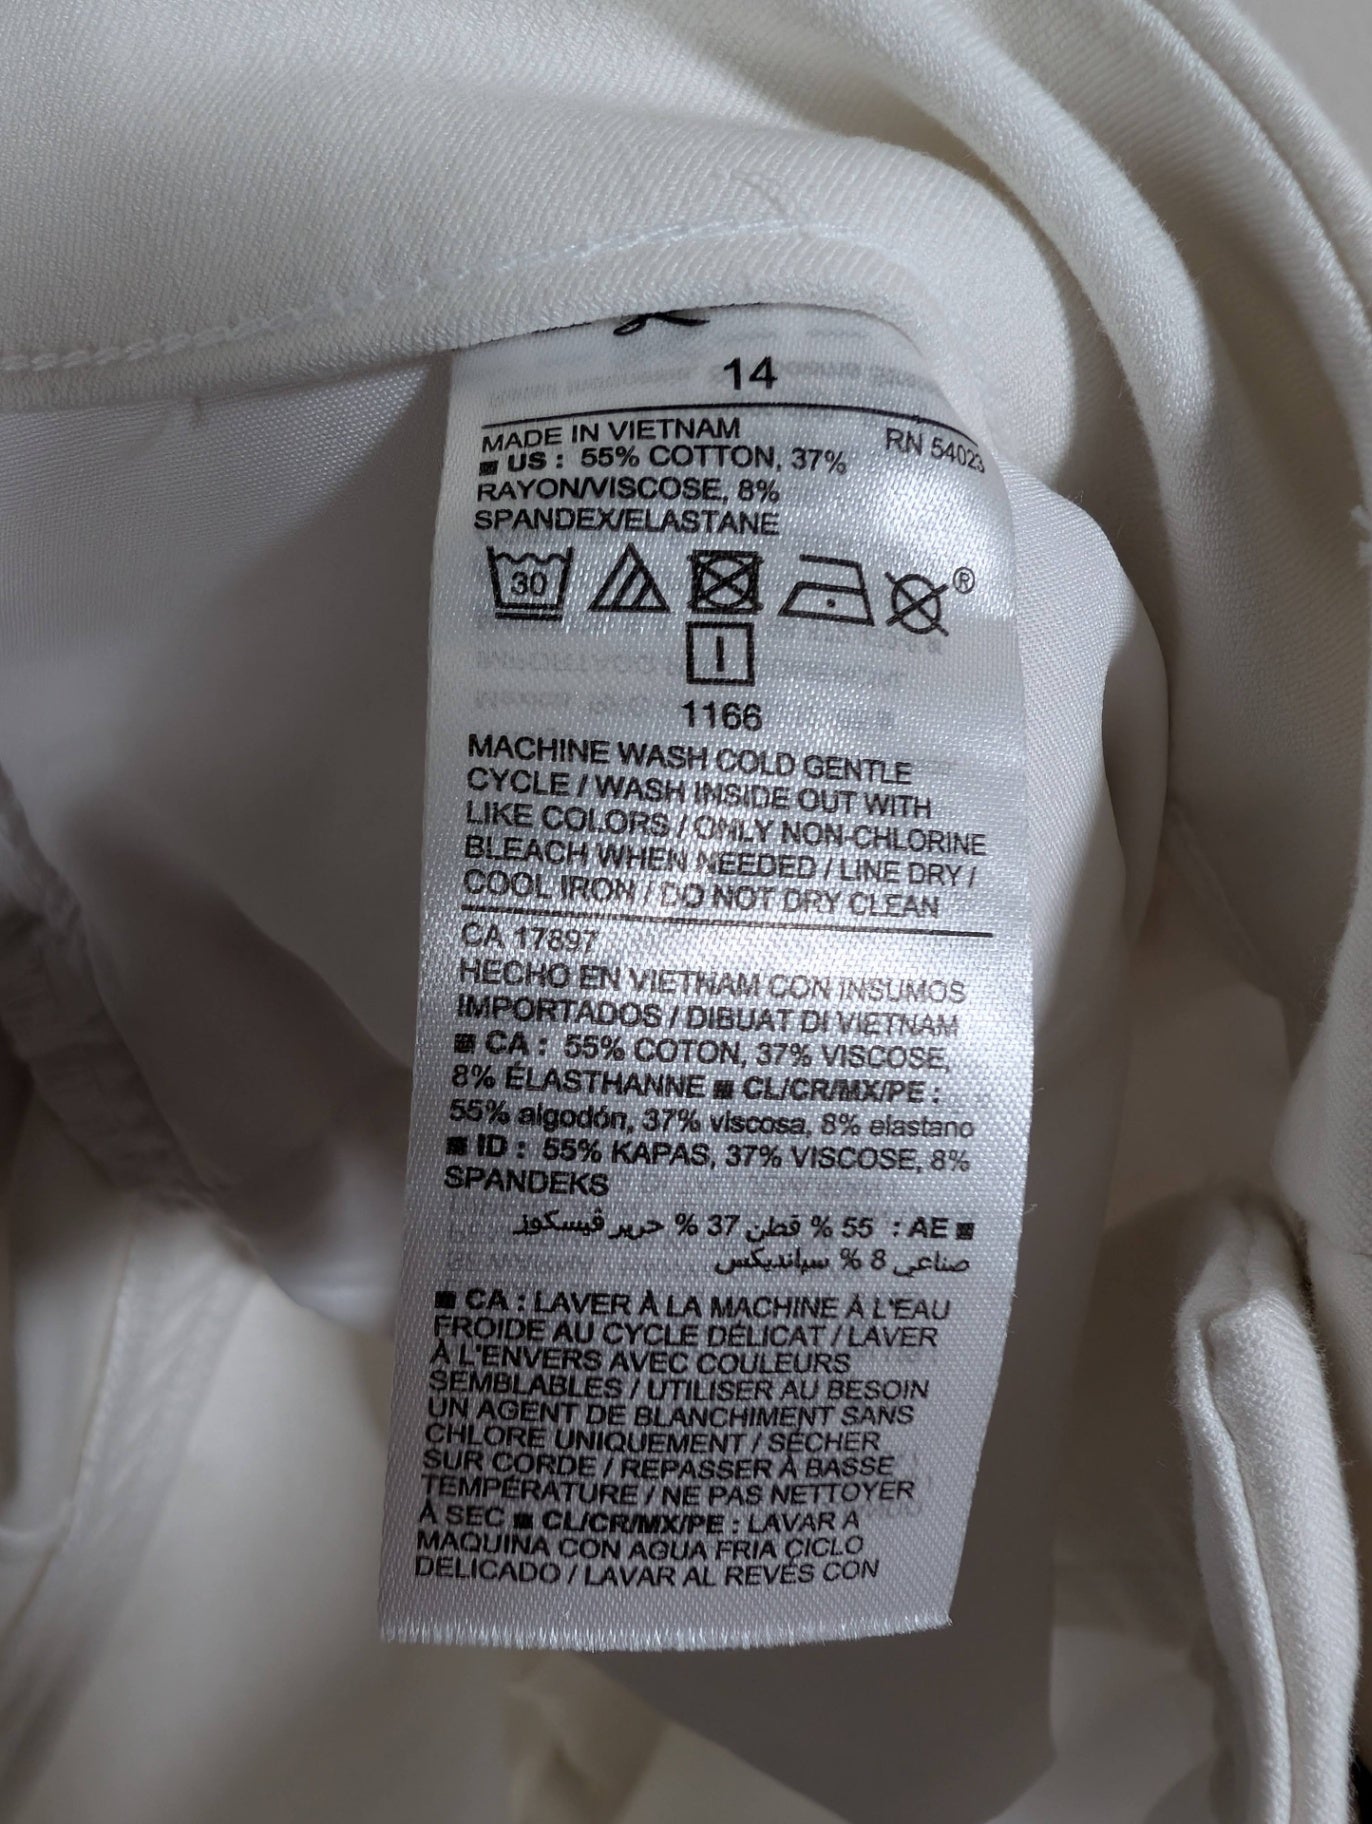 14
MADE IN VIETNAM RN 54023
US : 55% COTTON, 37%
RAYON/VISCOSE, 8%
SPANDEX/ELASTANE
30
®
I
1166
MACHINE WASH COLD GENTLE
CYCLE / WASH INSIDE OUT WITH
LIKE COLORS / ONLY NON-CHLORINE
BLEACH WHEN NEEDED / LINE DRY /
COOL IRON / DO NOT DRY CLEAN
CA 17897
HECHO EN VIETNAM CON INSUMOS
IMPORTADOS / DIBUAT DI VIETNAM
CA : 55% COTON, 37% VISCOSE,
8% ÉLASTHANNE ■ CL/CR/MX/PE :
55% algodón, 37% viscosa, 8% elastano
■ ID : 55% KAPAS, 37% VISCOSE, 8%
SPANDEKS
■ AE : 55 % قطن 37 % حرير ڤيسكوز
صناعي 8 % سباندیکس
■ CA : LAVER À LA MACHINE À L'EAU
FROIDE AU CYCLE DÉLICAT / LAVER
À L'ENVERS AVEC COULEURS
SEMBLABLES / UTILISER AU BESOIN
UN AGENT DE BLANCHIMENT SANS
CHLORE UNIQUEMENT / SÉCHER
SUR CORDE / REPASSER À BASSE
TEMPÉRATURE / NE PAS NETTOYER
À SEC ■ CL/CR/MX/PE : LAVAR A
MAQUINA CON AGUA FRIA CICLO
DELICADO / LAVAR AL REVÉS CON